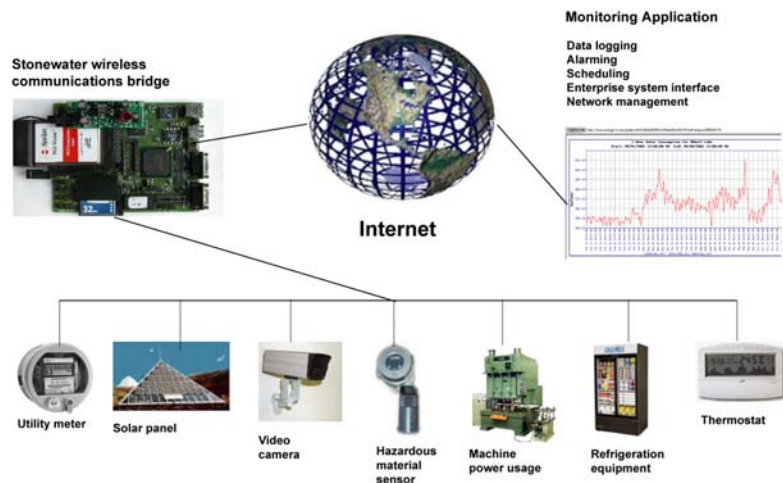 Monitoring Application
Stonewater wireless
communications bridge
Data logging
Alarming
Scheduling
Enterprise system interface
Network management
32
Internet
Utility meter
Solar panel
Video
camera
Hazardous
material
sensor
Machine
power usage
Refrigeration
equipment
Thermostat